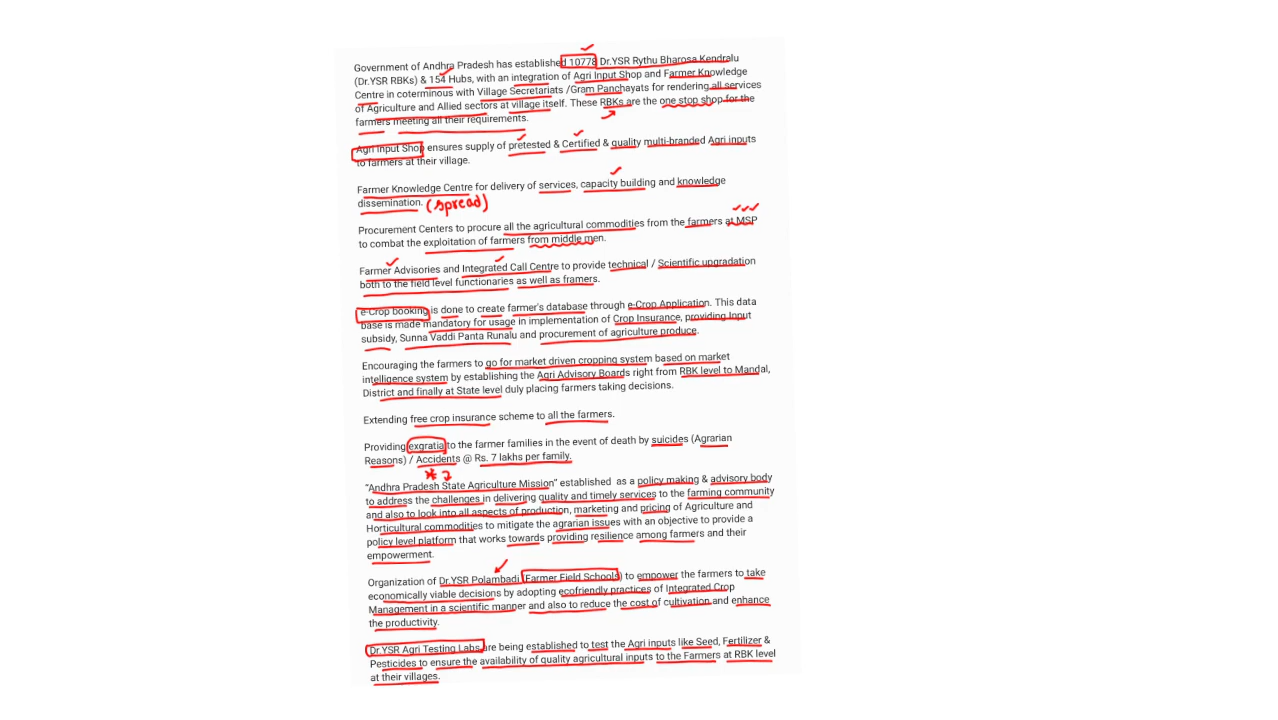 Government of Andhra Pradesh has established 10778 Dr.YSR Rythu Bharosa Kendralu
(Dr.YSR RBKs) & 154 Hubs, with an integration of Agri Input Shop and Farmer Knowledge
Centre in coterminous with Village Secretariats /Gram Panchayats for rendering all services
of Agriculture and Allied sectors at village itself. These RBKs are the one stop shop for the
farmers meeting all their requirements.
Agri Input Shop ensures supply of pretested & Certified & quality multi-branded Agri inputs
to farmers at their village.
Farmer Knowledge Centre for delivery of services, capacity building and knowledge
dissemination. (spread)
Procurement Centers to procure all the agricultural commodities from the farmers at MSP
to combat the exploitation of farmers from middle men.
Farmer Advisories and Integrated Call Centre to provide technical / Scientific upgradation
both to the field level functionaries as well as framers.
e-Crop booking is done to create farmer's database through e-Crop Application. This data
base is made mandatory for usage in implementation of Crop Insurance, providing Input
subsidy, Sunna Vaddi Panta Runalu and procurement of agriculture produce.
Encouraging the farmers to go for market driven cropping system based on market
intelligence system by establishing the Agri Advisory Boards right from RBK level to Mandal,
District and finally at State level duly placing farmers taking decisions.
Extending free crop insurance scheme to all the farmers.
Providing exgratia to the farmer families in the event of death by suicides (Agrarian
Reasons) / Accidents @ Rs. 7 lakhs per family.
"Andhra Pradesh State Agriculture Mission" established as a policy making & advisory body
to address the challenges in delivering quality and timely services to the farming community
and also to look into all aspects of production, marketing and pricing of Agriculture and
Horticultural commodities to mitigate the agrarian issues with an objective to provide a
policy level platform that works towards providing resilience among farmers and their
empowerment.
Organization of Dr.YSR Polambadi (Farmer Field Schools) to empower the farmers to take
economically viable decisions by adopting ecofriendly practices of Integrated Crop
Management in a scientific manner and also to reduce the cost of cultivation and enhance
the productivity.
Dr.YSR Agri Testing Labs are being established to test the Agri inputs like Seed, Fertilizer &
Pesticides to ensure the availability of quality agricultural inputs to the Farmers at RBK level
at their villages.